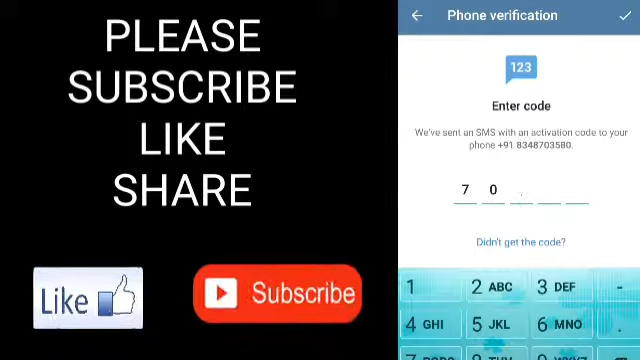 PLEASE
SUBSCRIBE
LIKE
SHARE
Like
Subscribe
Phone verification
123
Enter code
We've sent an SMS with an activation code to your
phone +91 8348703580.
7 0
Didn't get the code?
1 2 ABC 3 DEF -
4 GHI 5 JKL 6 MNO .